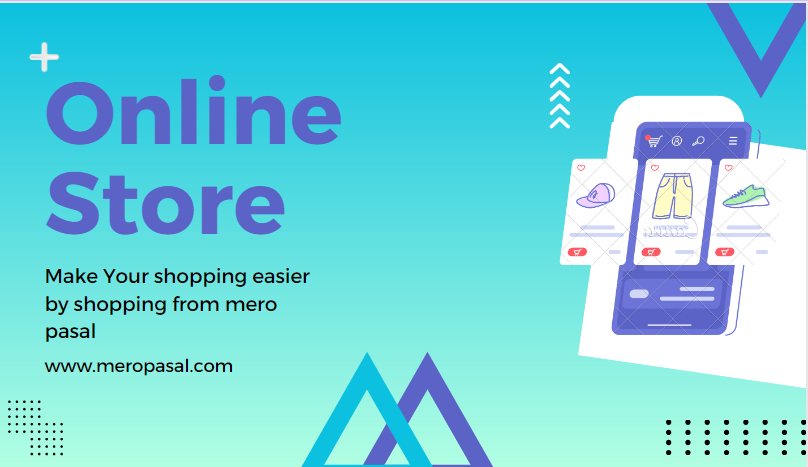 Online
Store
Make Your shopping easier
by shopping from mero
pasal
www.meropasal.com